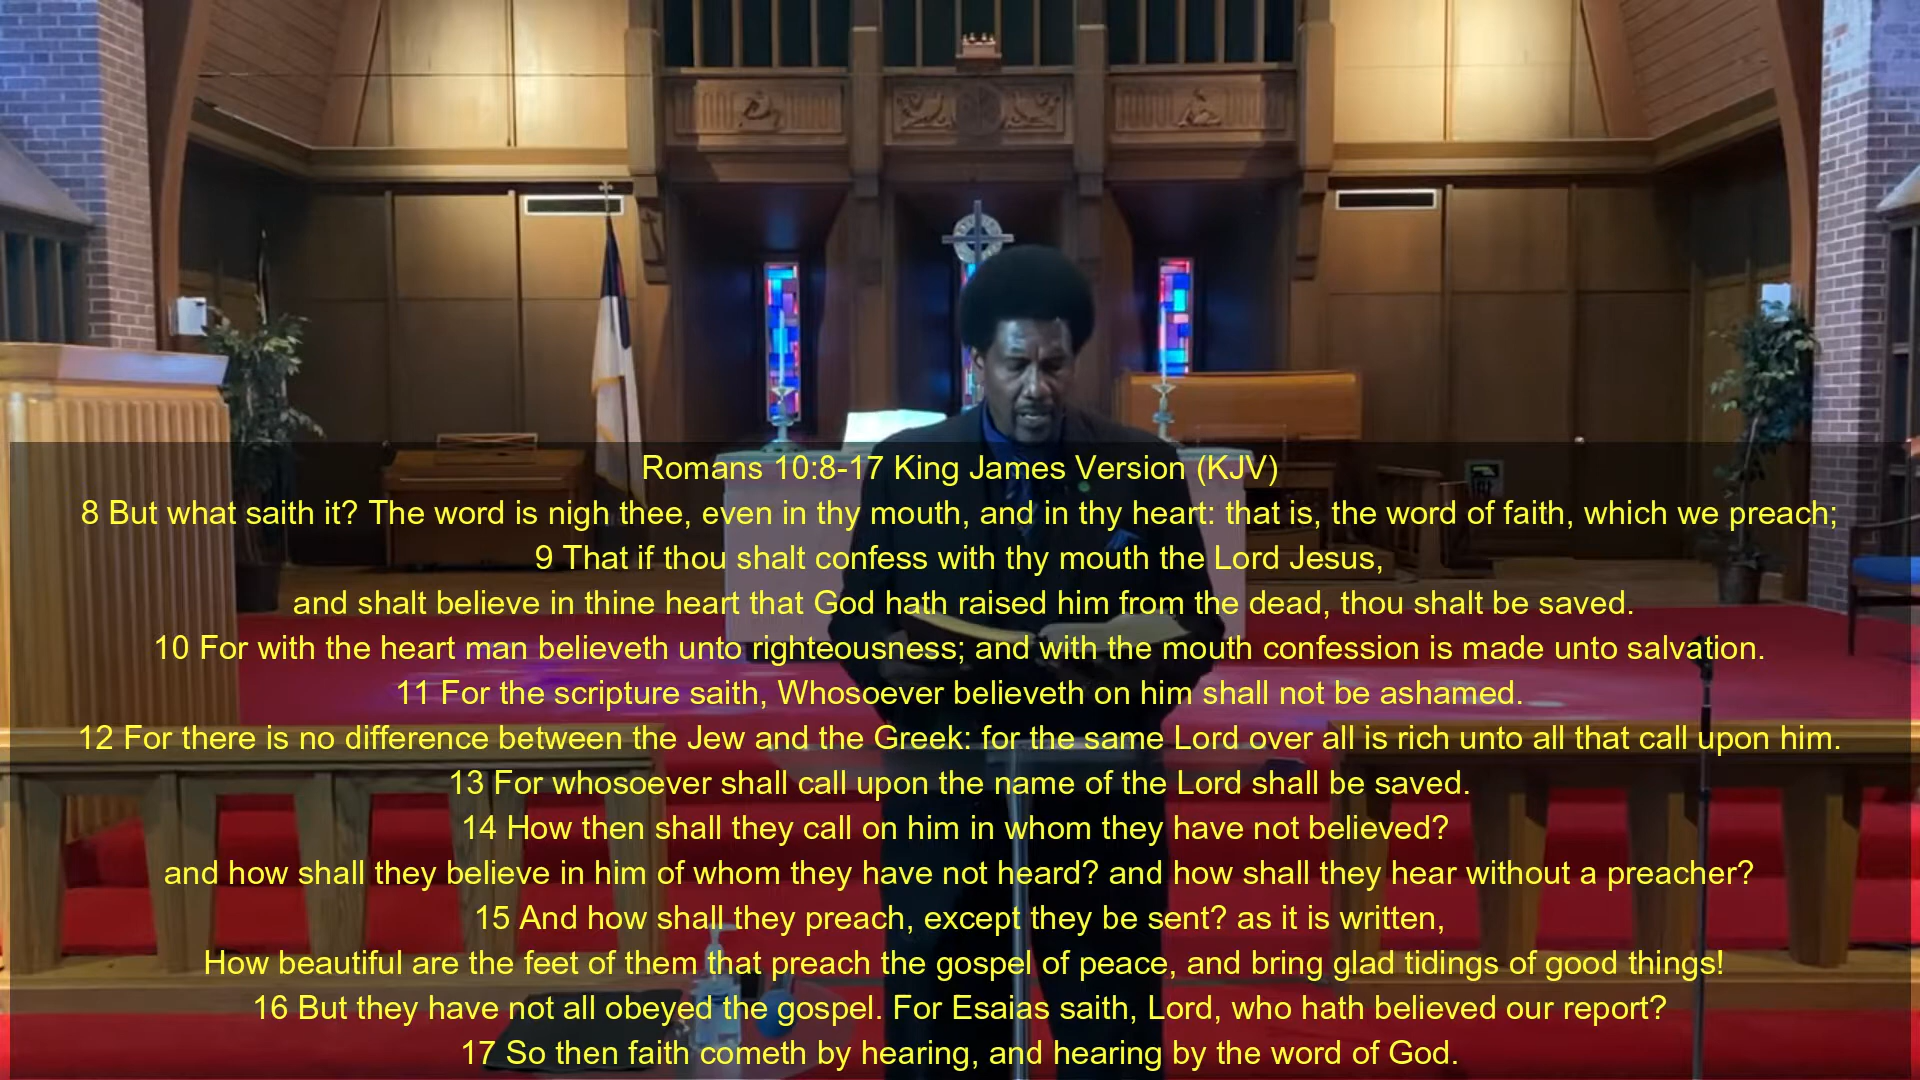 Romans 10:8-17 King James Version (KJV)
8 But what saith it? The word is nigh thee, even in thy mouth, and in thy heart: that is, the word of faith, which we preach;
9 That if thou shalt confess with thy mouth the Lord Jesus,
and shalt believe in thine heart that God hath raised him from the dead, thou shalt be saved.
10 For with the heart man believeth unto righteousness; and with the mouth confession is made unto salvation.
11 For the scripture saith, Whosoever believeth on him shall not be ashamed.
12 For there is no difference between the Jew and the Greek: for the same Lord over all is rich unto all that call upon him.
13 For whosoever shall call upon the name of the Lord shall be saved.
14 How then shall they call on him in whom they have not believed?
and how shall they believe in him of whom they have not heard? and how shall they hear without a preacher?
15 And how shall they preach, except they be sent? as it is written,
How beautiful are the feet of them that preach the gospel of peace, and bring glad tidings of good things!
16 But they have not all obeyed the gospel. For Esaias saith, Lord, who hath believed our report?
17 So then faith cometh by hearing, and hearing by the word of God.